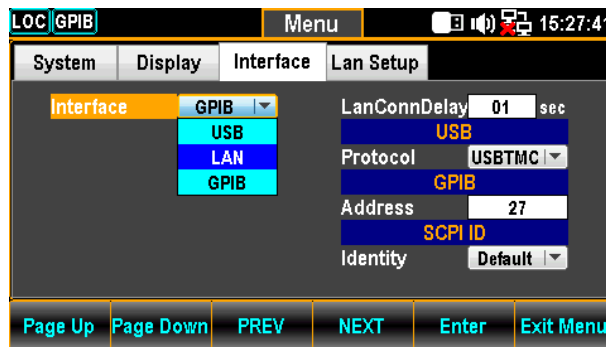 LOC GPIB Menu 15:27:41
System Display Interface Lan Setup
Interface GPIB
USB
LAN
GPIB
LanConnDelay 01 sec
USB
Protocol USBTMC
GPIB
Address 27
SCPI ID
Identity Default
Page Up Page Down PREV NEXT Enter Exit Menu